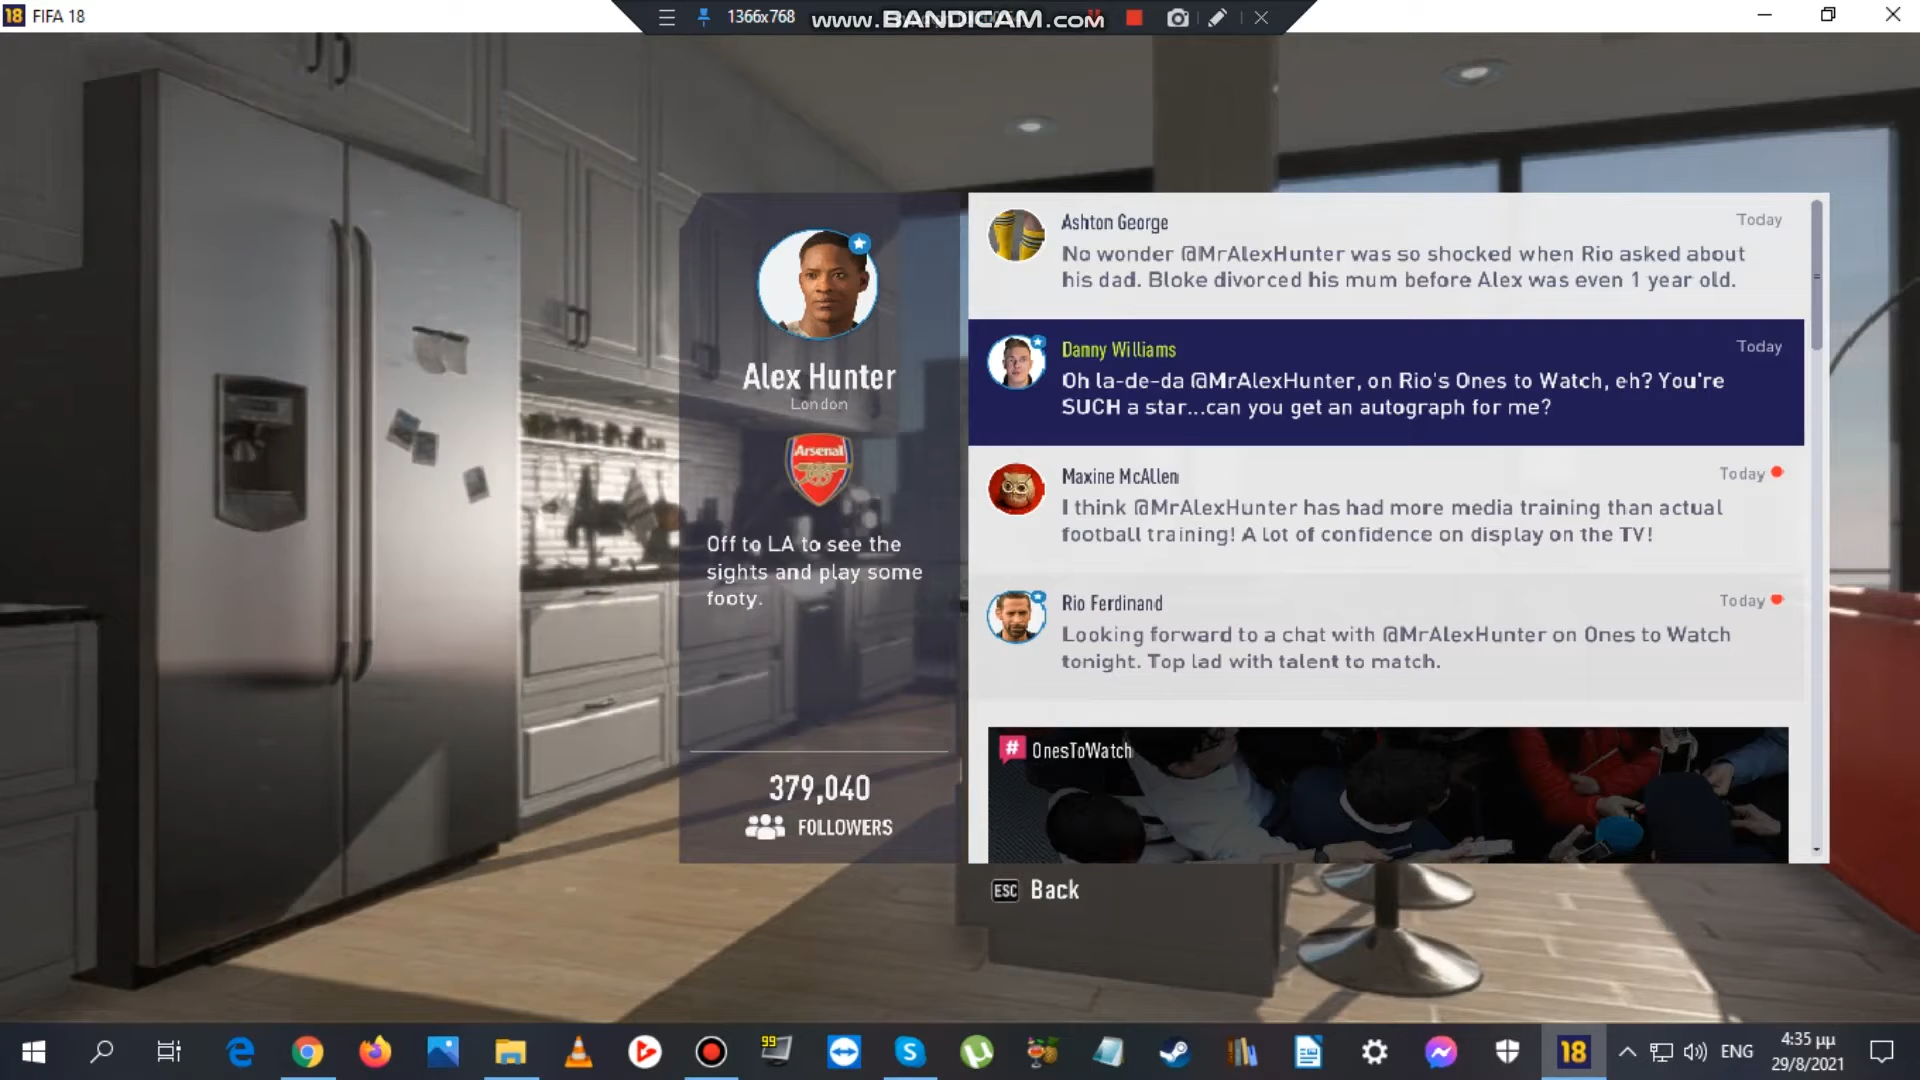 FIFA 18
1366x768
www.BANDICAM.com
Ashton George
Today
No wonder @MrAlexHunter was so shocked when Rio asked about
his dad. Bloke divorced his mum before Alex was even 1 year old.
Danny Williams
Today
Oh la-de-da @MrAlexHunter, on Rio's Ones to Watch, eh? You're
SUCH a star...can you get an autograph for me?
Maxine McAllen
Today
I think @MrAlexHunter has had more media training than actual
football training! A lot of confidence on display on the TV!
Rio Ferdinand
Today
Looking forward to a chat with @MrAlexHunter on Ones to Watch
tonight. Top lad with talent to match.
# OnesToWatch
Alex Hunter
London
Arsenal
Off to LA to see the
sights and play some
footy.
379,040
FOLLOWERS
ESC Back
99
18
ENG
4:35 μμ
29/8/2021